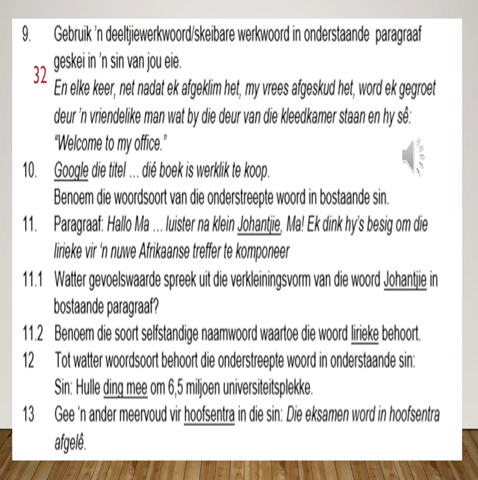 9. Gebruik 'n deeltjiewerkwoord/skeibare werkwoord in onderstaande paragraaf
geskei in 'n sin van jou eie.
32
En elke keer, net nadat ek afgeklim het, my vrees afgeskud het, word ek gegroet
deur 'n vriendelike man wat by die deur van die kleedkamer staan en hy sê:
“Welcome to my office.”
10. Google die titel … dié boek is werklik te koop.
Benoem die woordsoort van die onderstreepte woord in bostaande sin.
11. Paragraaf: Hallo Ma … luister na klein Johantjie, Ma! Ek dink hy's besig om die
lirieke vir 'n nuwe Afrikaanse treffer te komponeer
11.1 Watter gevoelswaarde spreek uit die verkleiningsvorm van die woord Johantjie in
bostaande paragraaf?
11.2 Benoem die soort selfstandige naamwoord waartoe die woord lirieke behoort.
12 Tot watter woordsoort behoort die onderstreepte woord in onderstaande sin:
Sin: Hulle ding mee om 6,5 miljoen universiteitsplekke.
13 Gee 'n ander meervoud vir hoofsentra in die sin: Die eksamen word in hoofsentra
afgelê.